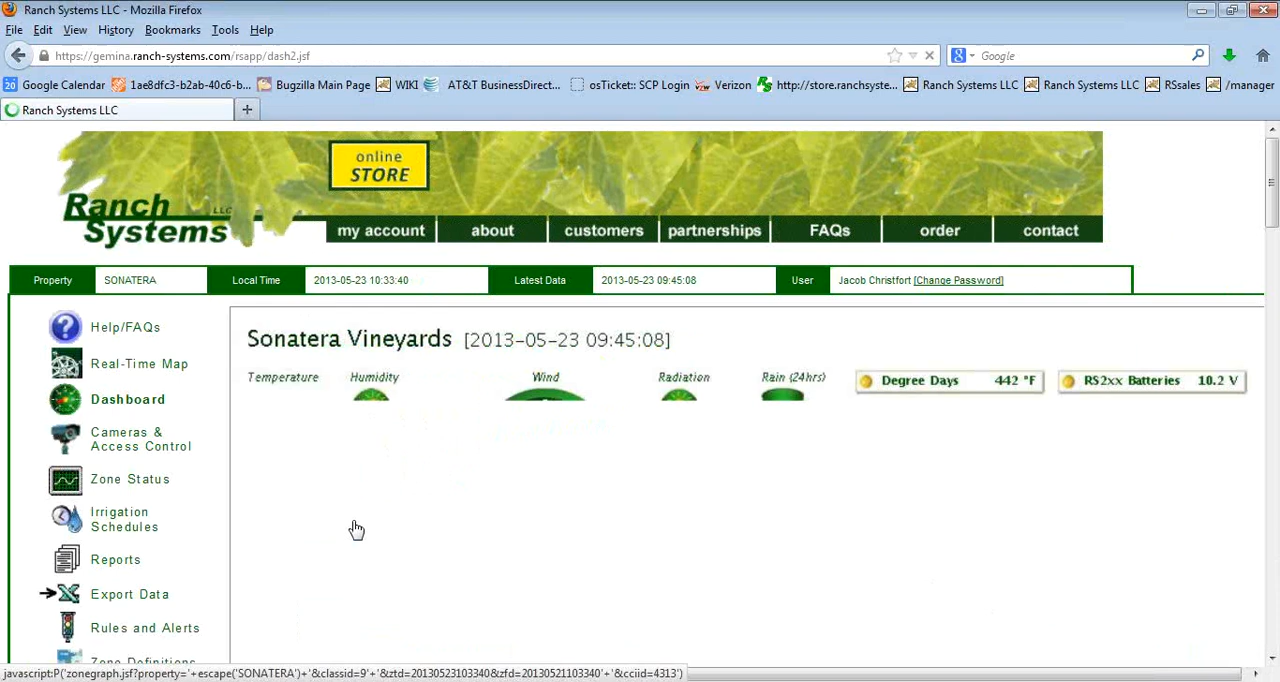 Ranch Systems LLC - Mozilla Firefox
File Edit View History Bookmarks Tools Help
https://gemina.ranch-systems.com/rsapp/dash2.jsf
Google
Google Calendar 1ae8dfc3-b2ab-40c6-b... Bugzilla Main Page WIKI AT&T BusinessDirect... osTicket:: SCP Login Verizon http://store.ranchsyste... Ranch Systems LLC Ranch Systems LLC RSsales /manager
Ranch Systems LLC
online
STORE
Ranch LLC
Systems
my account about customers partnerships FAQs order contact
Property SONATERA Local Time 2013-05-23 10:33:40 Latest Data 2013-05-23 09:45:08 User Jacob Christfort [Change Password]
Help/FAQs
Real-Time Map
Dashboard
Cameras &
Access Control
Zone Status
Irrigation
Schedules
Reports
Export Data
Rules and Alerts
Zone Definitions
Sonatera Vineyards [2013-05-23 09:45:08]
Temperature Humidity Wind Radiation Rain (24hrs)
Degree Days 442 °F RS2xx Batteries 10.2 V
javascript:P('zonegraph.jsf?property='+escape('SONATERA')+'&classid=9'+'&ztd=20130523103340&zfd=20130521103340'+'&cciid=4313')